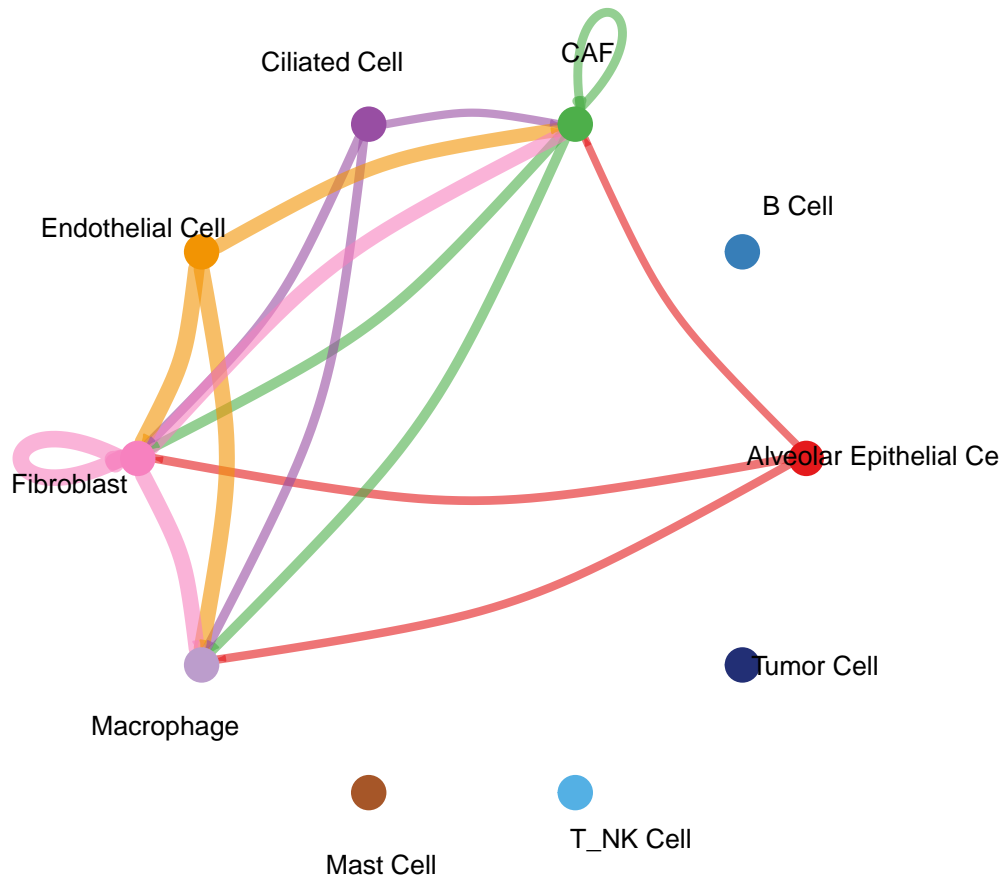 CAF
Ciliated Cell
B Cell
Endothelial Cell
Alveolar Epithelial Ce
Fibroblast
Tumor Cell
Macrophage
T_NK Cell
Mast Cell